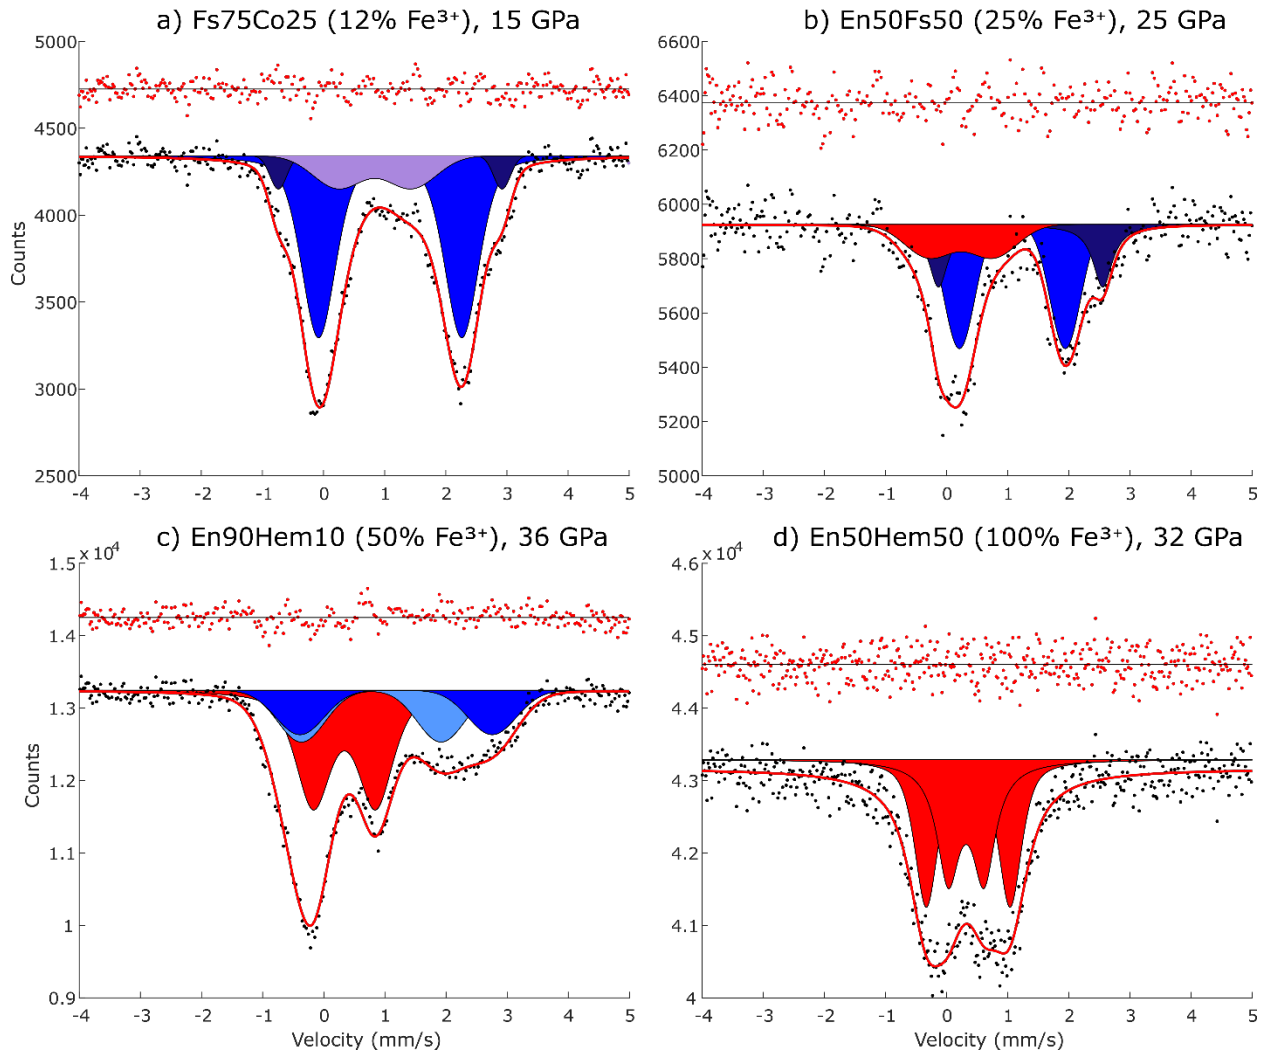 a) Fs75Co25 (12% Fe³⁺), 15 GPa
5000
4500
4000
3500
3000
2500
Counts
-4 -3 -2 -1 0 1 2 3 4 5
b) En50Fs50 (25% Fe³⁺), 25 GPa
6600
6400
6200
6000
5800
5600
5400
5200
5000
-4 -3 -2 -1 0 1 2 3 4 5
c) En90Hem10 (50% Fe³⁺), 36 GPa
× 10⁴
1.5
1.4
1.3
1.2
1.1
1
0.9
Counts
-4 -3 -2 -1 0 1 2 3 4 5
Velocity (mm/s)
d) En50Hem50 (100% Fe³⁺), 32 GPa
× 10⁴
4.6
4.5
4.4
4.3
4.2
4.1
4
-4 -3 -2 -1 0 1 2 3 4 5
Velocity (mm/s)